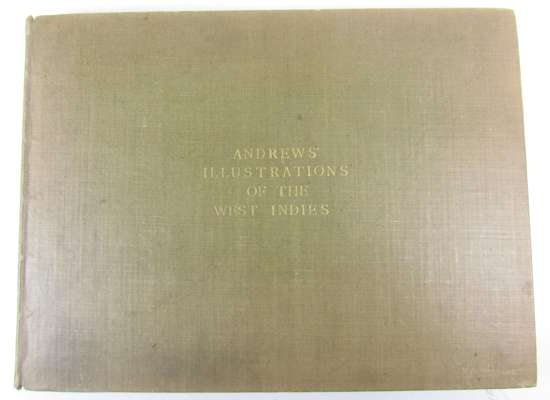 ANDREWS'
ILLUSTRATIONS
OF THE
WEST INDIES